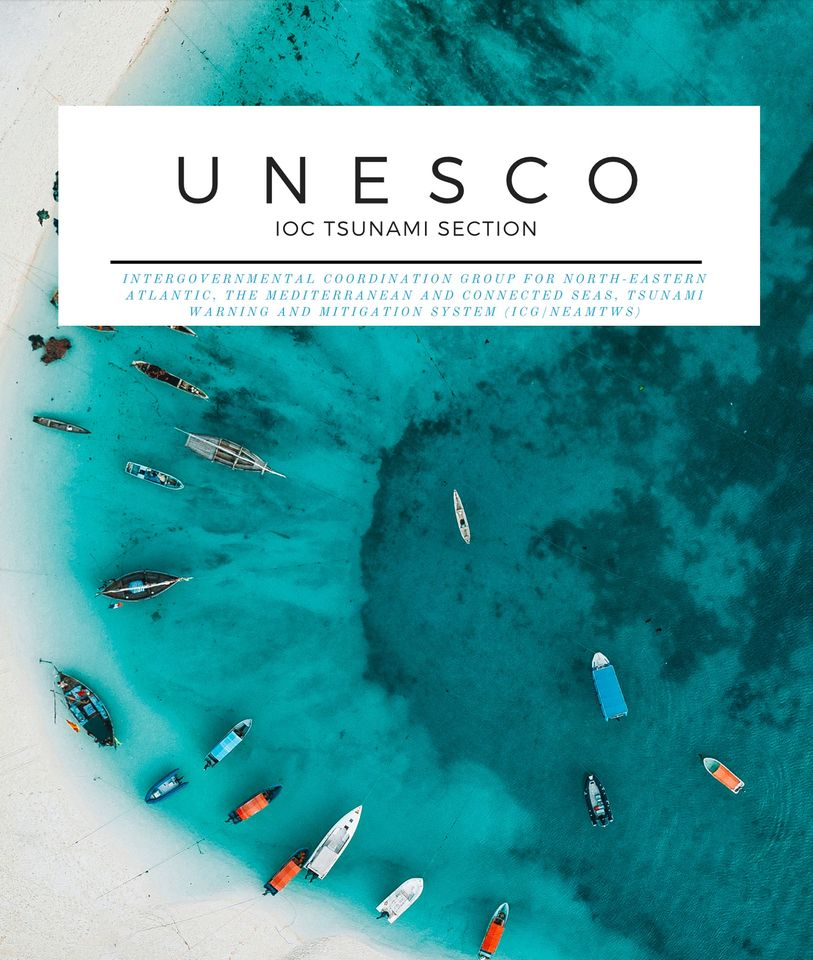 UNESCO
IOC TSUNAMI SECTION
INTERGOVERNMENTAL COORDINATION GROUP FOR NORTH-EASTERN
ATLANTIC, THE MEDITERRANEAN AND CONNECTED SEAS, TSUNAMI
WARNING AND MITIGATION SYSTEM (ICG/NEAMTWS)